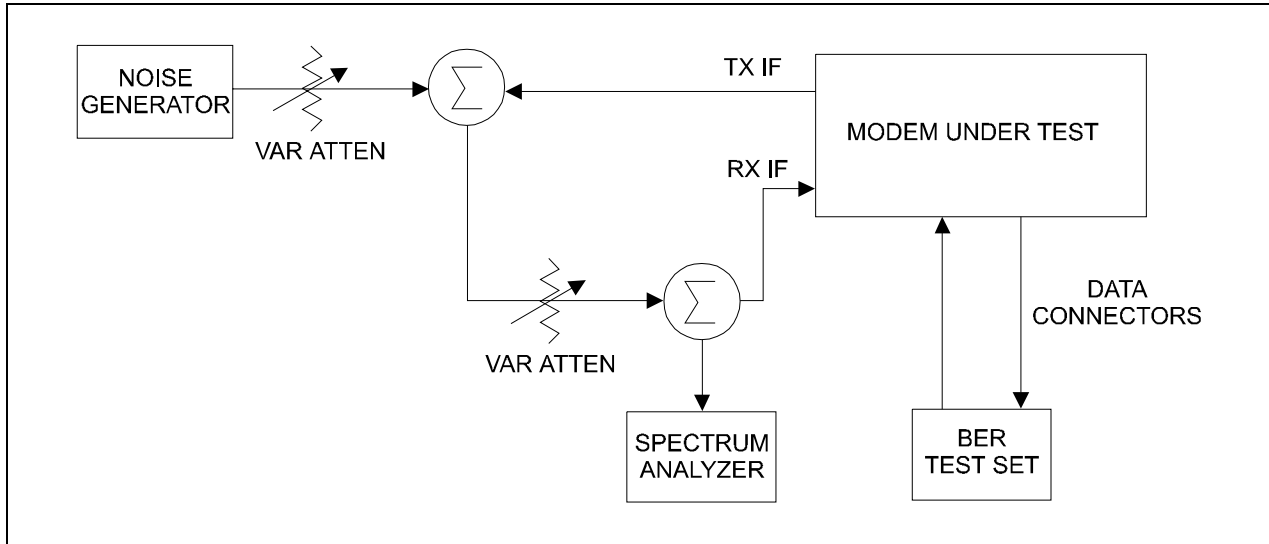 NOISE
GENERATOR
VAR ATTEN
Σ
TX IF
MODEM UNDER TEST
RX IF
VAR ATTEN
Σ
DATA
CONNECTORS
SPECTRUM
ANALYZER
BER
TEST SET